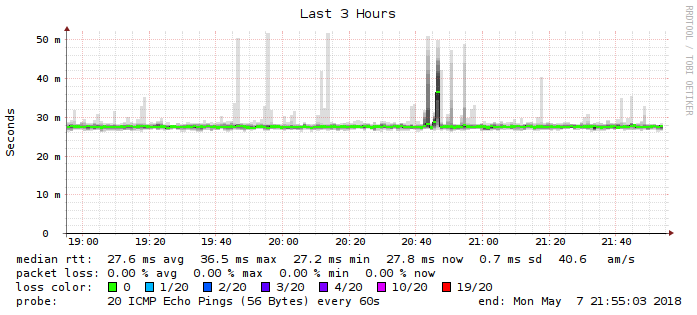 Last 3 Hours
RRDTOOL / TOBI OETIKER
Seconds
50 m
40 m
30 m
20 m
10 m
0
19:00 19:20 19:40 20:00 20:20 20:40 21:00 21:20 21:40
median rtt: 27.6 ms avg 36.5 ms max 27.2 ms min 27.8 ms now 0.7 ms sd 40.6 am/s
packet loss: 0.00 % avg 0.00 % max 0.00 % min 0.00 % now
loss color: 0 1/20 2/20 3/20 4/20 10/20 19/20
probe: 20 ICMP Echo Pings (56 Bytes) every 60s end: Mon May 7 21:55:03 2018